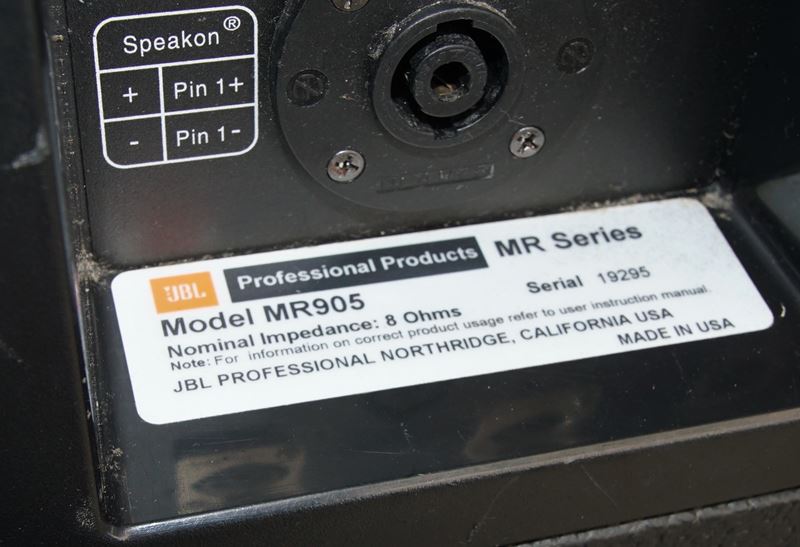 Speakon®
+ Pin 1+
- Pin 1-
JBL Professional Products MR Series
Model MR905 Serial 19295
Nominal Impedance: 8 Ohms
Note: For information on correct product usage refer to user instruction manual.
JBL PROFESSIONAL NORTHRIDGE, CALIFORNIA USA
MADE IN USA